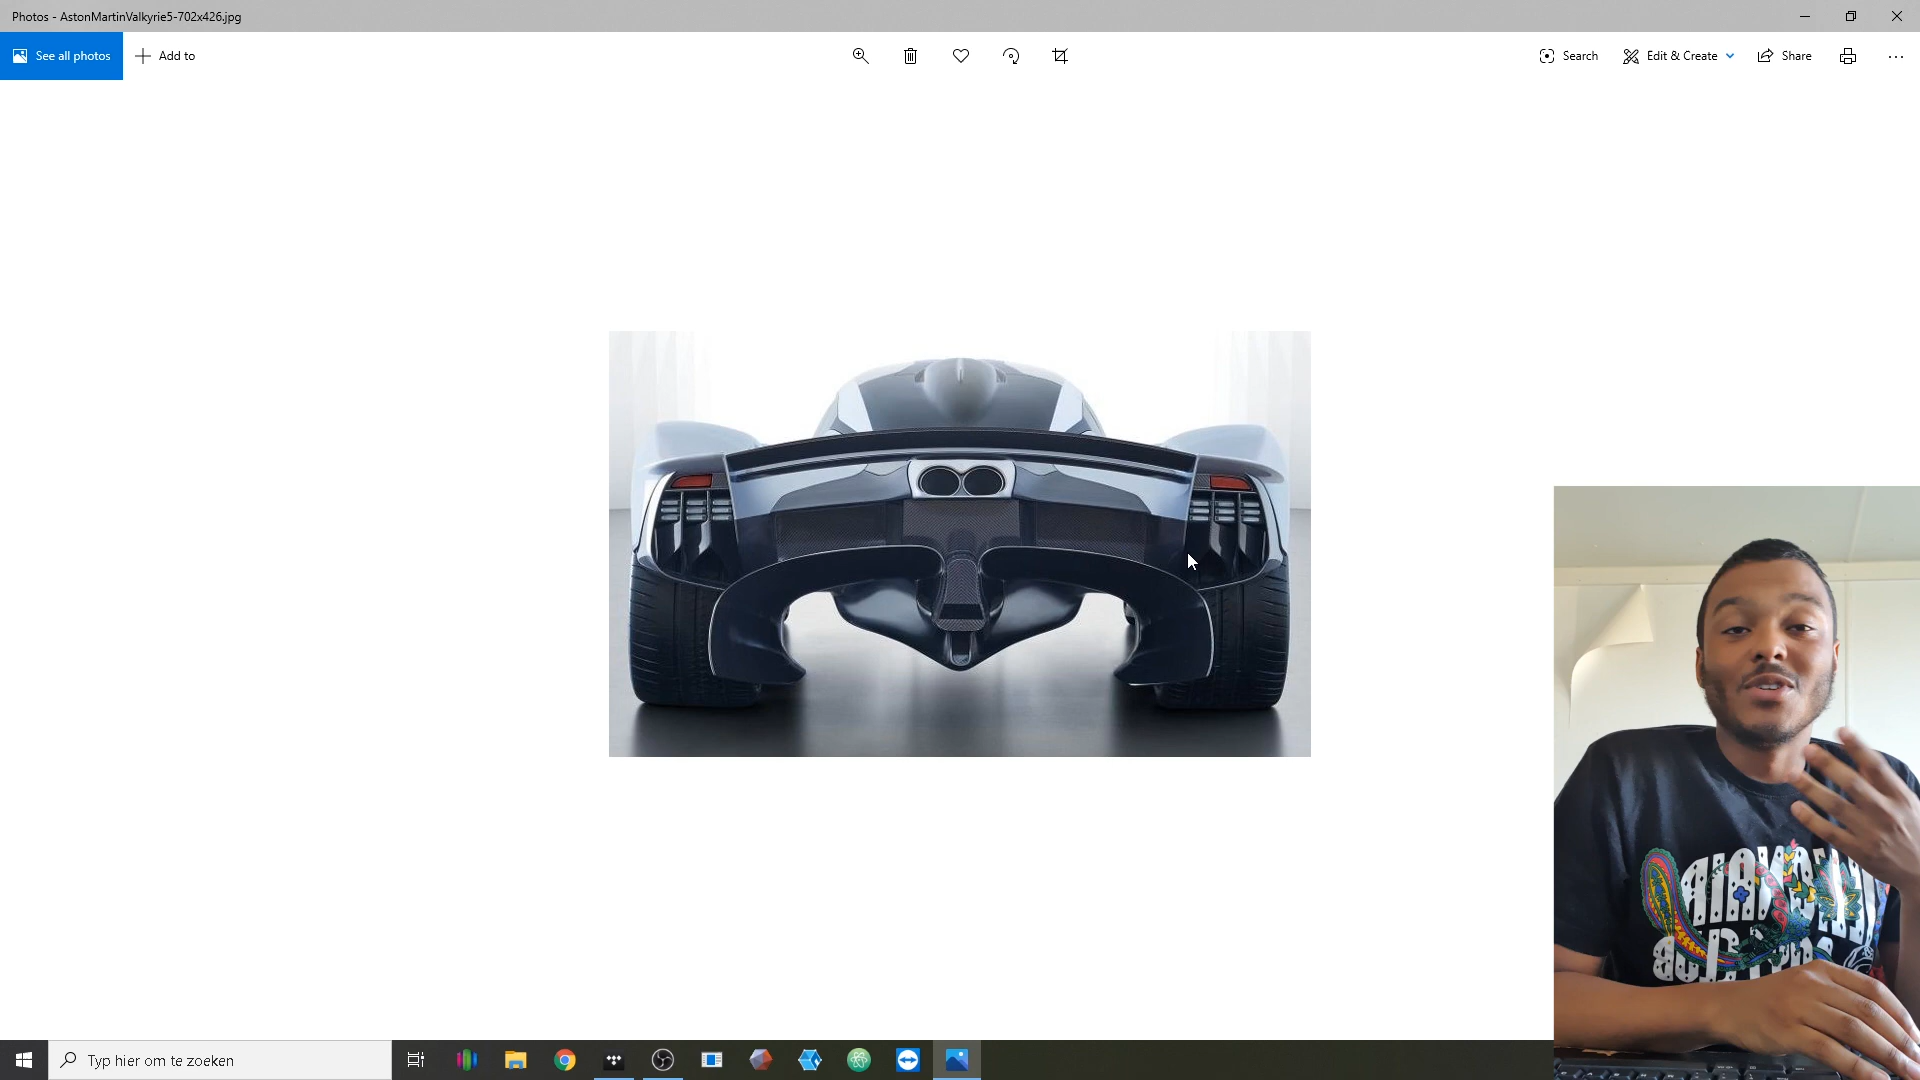 Photos - AstonMartinValkyrie5-702x426.jpg
See all photos
Add to
Search
Edit & Create
Share
Typ hier om te zoeken